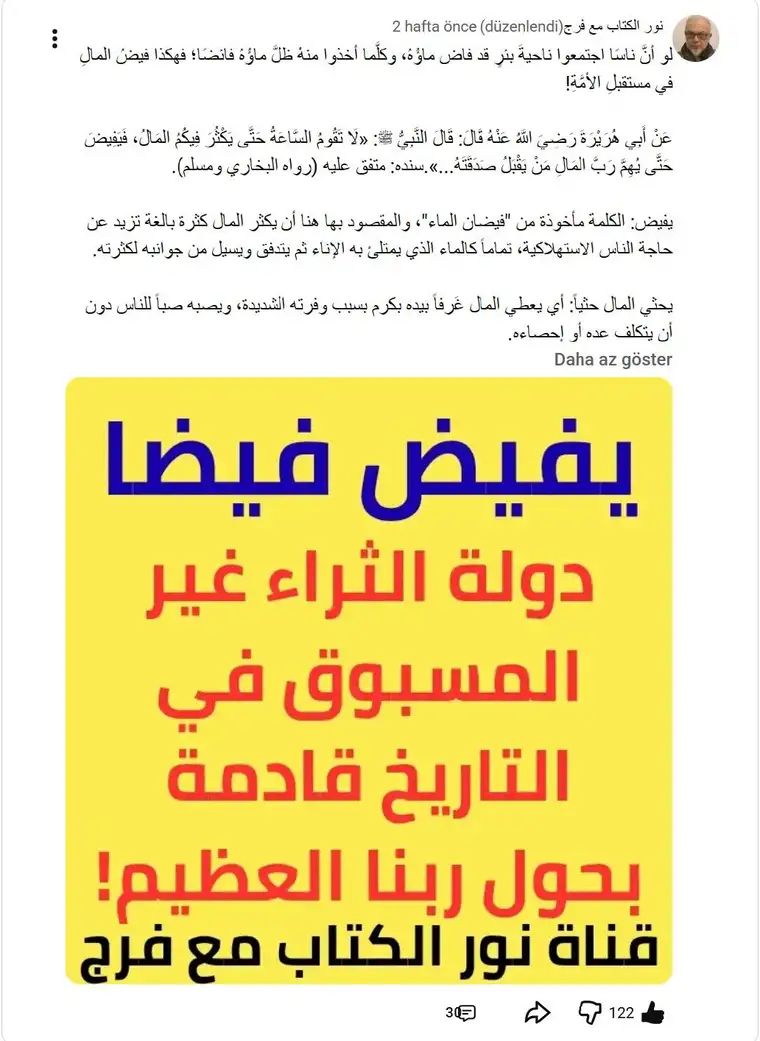 نور الكتاب مع فرج 2 hafta önce (düzenlendi)
لو أنَّ ناسًا اجتمعوا ناحيةَ بئرٍ قد فاض ماؤُهُ، وكلَّما أخذوا منهُ ظلَّ ماؤُهُ فائضًا؛ فهكذا فيضُ المالِ
في مستقبلِ الأمَّةِ!
عَنْ أَبِي هُرَيْرَةَ رَضِيَ اللَّهُ عَنْهُ قَالَ: قَالَ النَّبِيُّ ﷺ: «لَا تَقُومُ السَّاعَةُ حَتَّى يَكْثُرَ فِيكُمُ المَالُ، فَيَفِيضَ
حَتَّى يُهِمَّ رَبَّ المَالِ مَنْ يَقْبَلُ صَدَقَتَهُ...».سنده: متفق عليه (رواه البخاري ومسلم).
يفيض: الكلمة مأخوذة من "فيضان الماء"، والمقصود بها هنا أن يكثر المال كثرة بالغة تزيد عن
حاجة الناس الاستهلاكية، تماماً كالماء الذي يمتلئ به الإناء ثم يتدفق ويسيل من جوانبه لكثرته.
يحثي المال حثياً: أي يعطي المال غَرفاً بيده بكرم بسبب وفرته الشديدة، ويصبه صباً للناس دون
أن يتكلف عده أو إحصاءه.
Daha az göster
يفيض فيضا
دولة الثراء غير
المسبوق في
التاريخ قادمة
بحول ربنا العظيم!
قناة نور الكتاب مع فرج
122
30